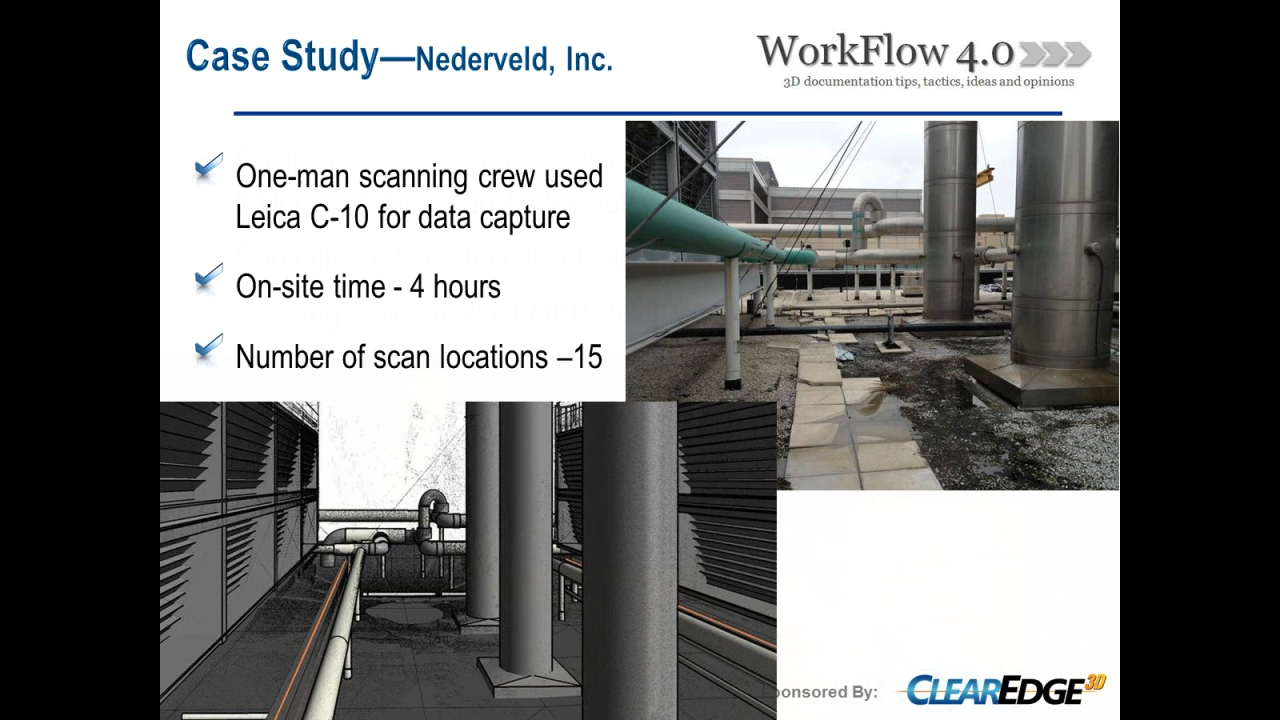 Case Study—Nederveld, Inc.
WorkFlow 4.0
3D documentation tips, tactics, ideas and opinions
One-man scanning crew used
Leica C-10 for data capture
On-site time - 4 hours
Number of scan locations –15
ponsored By:
CLEAREDGE3D